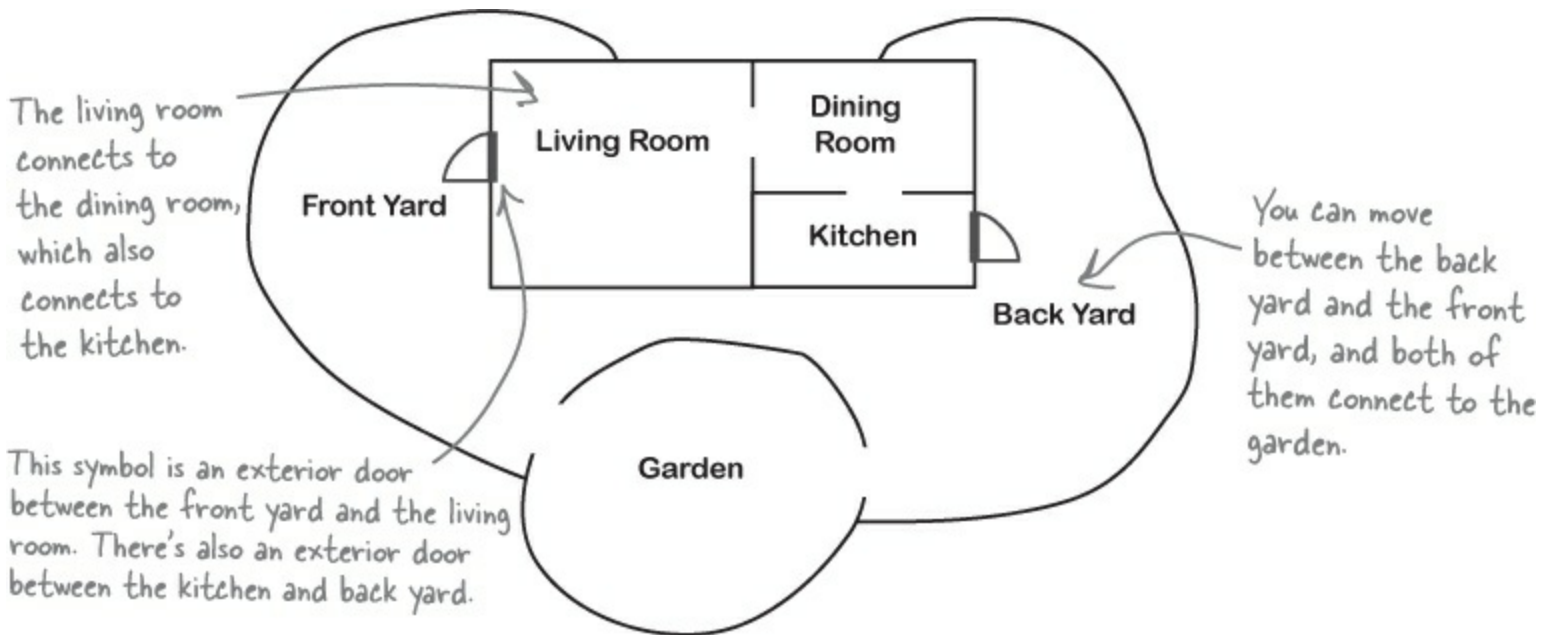 The living room
connects to
the dining room,
which also
connects to
the kitchen.
Living Room
Dining
Room
Front Yard
Kitchen
Back Yard
You can move
between the back
yard and the front
yard, and both of
them connect to the
garden.
This symbol is an exterior door
between the front yard and the living
room. There's also an exterior door
between the kitchen and back yard.
Garden